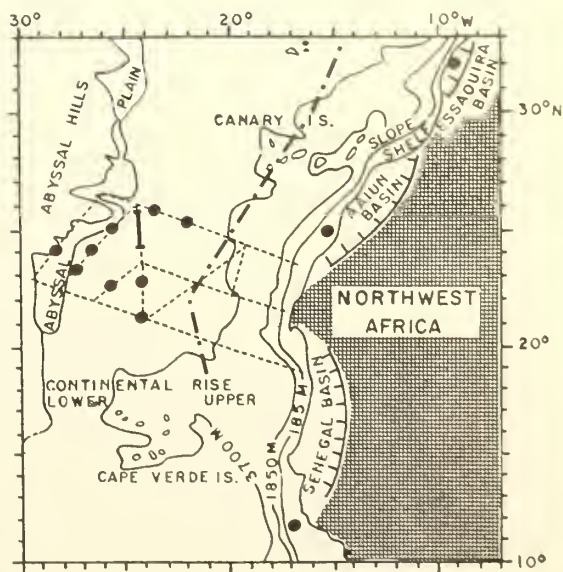 30° 20° 10°W
ABYSSAL HILLS
PLAIN
CANARY IS.
30°N
ESSAOUIRA
BASIN
SLOPE
SHELF
AAIUN
BASIN
ABYSSAL
NORTHWEST
AFRICA
20°
CONTINENTAL RISE
LOWER UPPER
3700 M
1850 M
185 M
SENEGAL BASIN
CAPE VERDE IS.
10°